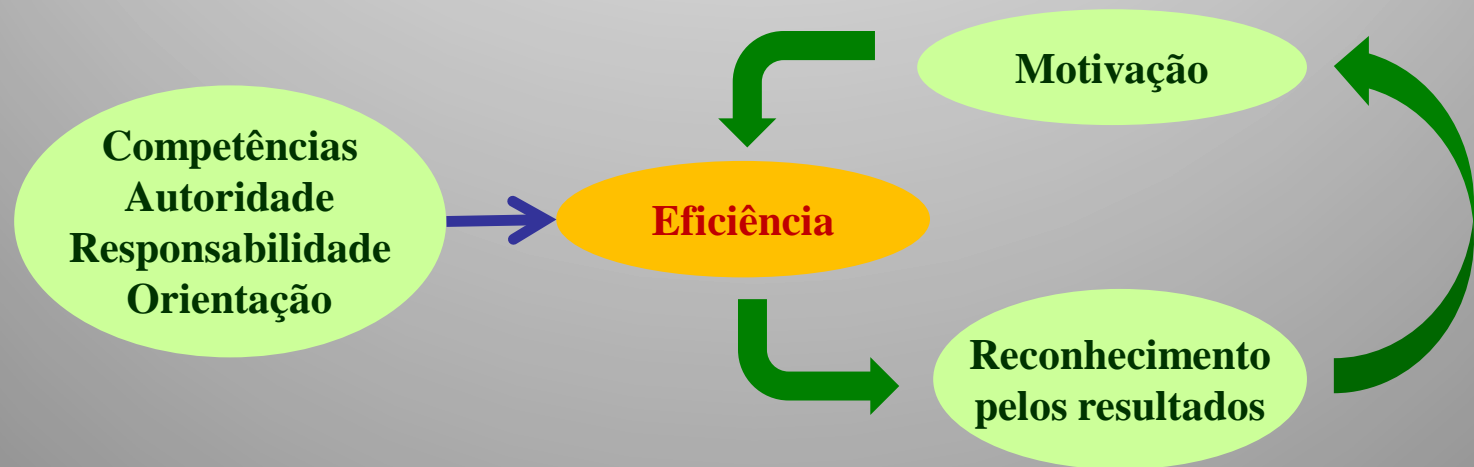 Competências
Autoridade
Responsabilidade
Orientação
Eficiência
Motivação
Reconhecimento
pelos resultados